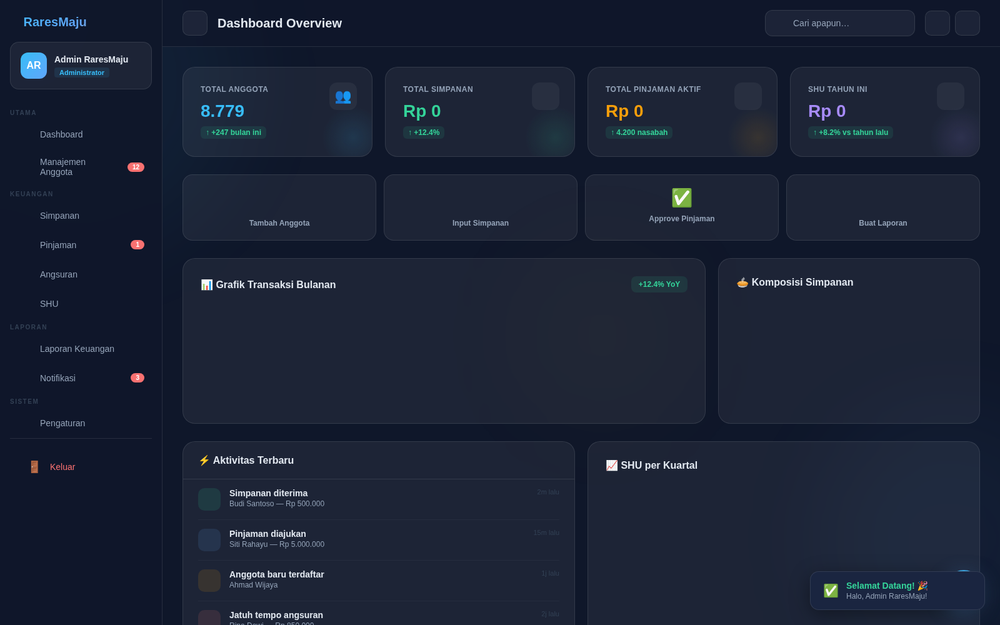 RaresMaju
AR
Admin RaresMaju
Administrator
UTAMA
Dashboard
Manajemen
Anggota
12
KEUANGAN
Simpanan
Pinjaman
1
Angsuran
SHU
LAPORAN
Laporan Keuangan
Notifikasi
3
SISTEM
Pengaturan
Keluar
Dashboard Overview
Cari apapun…
TOTAL ANGGOTA
8.779
↑ +247 bulan ini
TOTAL SIMPANAN
Rp 0
↑ +12.4%
TOTAL PINJAMAN AKTIF
Rp 0
↑ 4.200 nasabah
SHU TAHUN INI
Rp 0
↑ +8.2% vs tahun lalu
Tambah Anggota
Input Simpanan
Approve Pinjaman
Buat Laporan
Grafik Transaksi Bulanan
+12.4% YoY
Komposisi Simpanan
Aktivitas Terbaru
Simpanan diterima
2m lalu
Budi Santoso — Rp 500.000
Pinjaman diajukan
15m lalu
Siti Rahayu — Rp 5.000.000
Anggota baru terdaftar
1j lalu
Ahmad Wijaya
Jatuh tempo angsuran
2j lalu
SHU per Kuartal
Selamat Datang! 🎉
Halo, Admin RaresMaju!